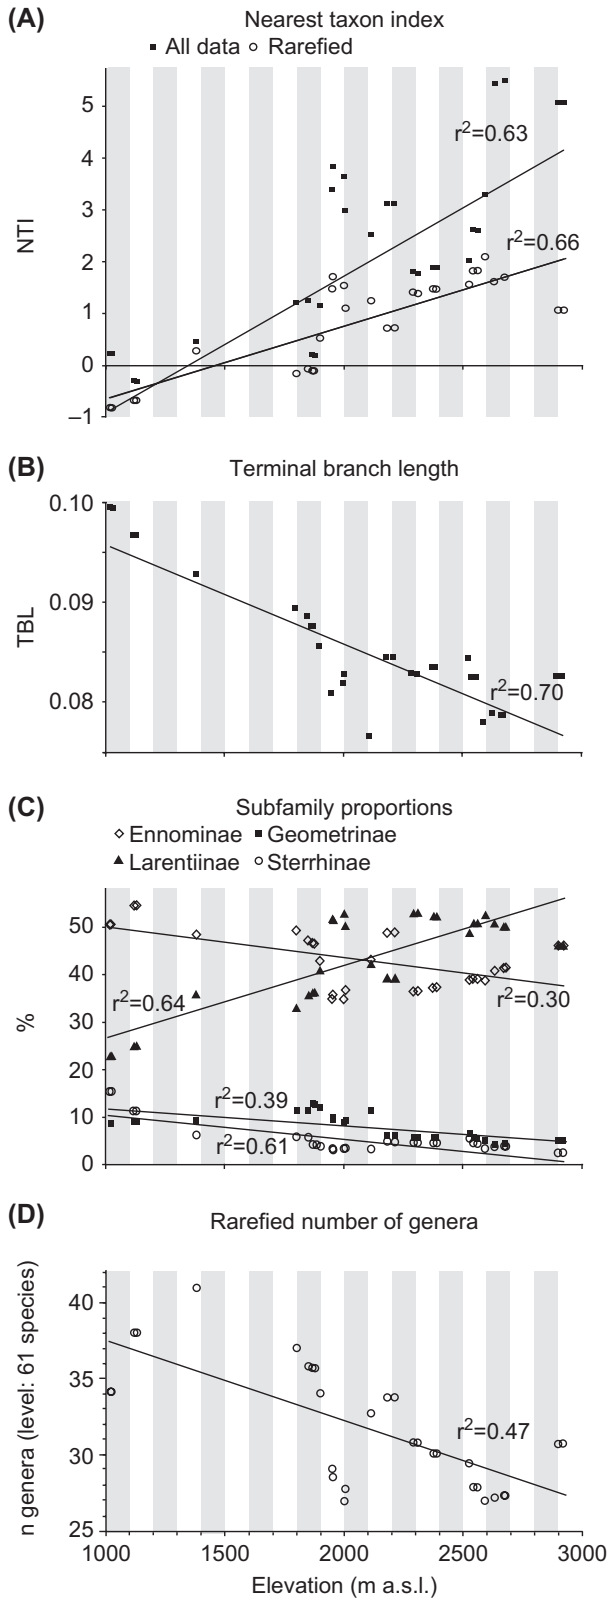 (A) Nearest taxon index
■ All data ○ Rarefied
5
4
3
2
1
0
–1
NTI
r²=0.63
r²=0.66
(B) Terminal branch length
0.10
0.09
0.08
TBL
r²=0.70
(C) Subfamily proportions
◇ Ennominae ■ Geometrinae
▲ Larentiinae ○ Sterrhinae
50
40
30
20
10
0
%
r²=0.64
r²=0.30
r²=0.39
r²=0.61
(D) Rarefied number of genera
40
35
30
25
n genera (level: 61 species)
r²=0.47
1000 1500 2000 2500 3000
Elevation (m a.s.l.)